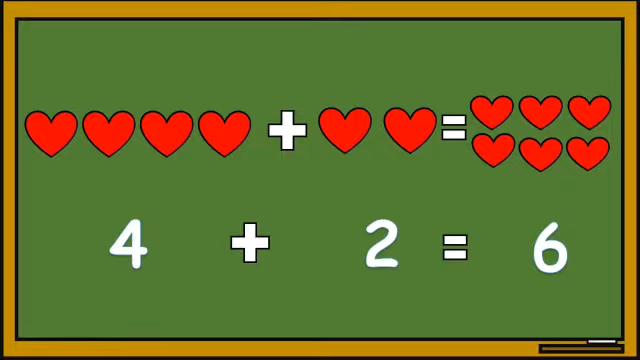 + =
4 + 2 = 6